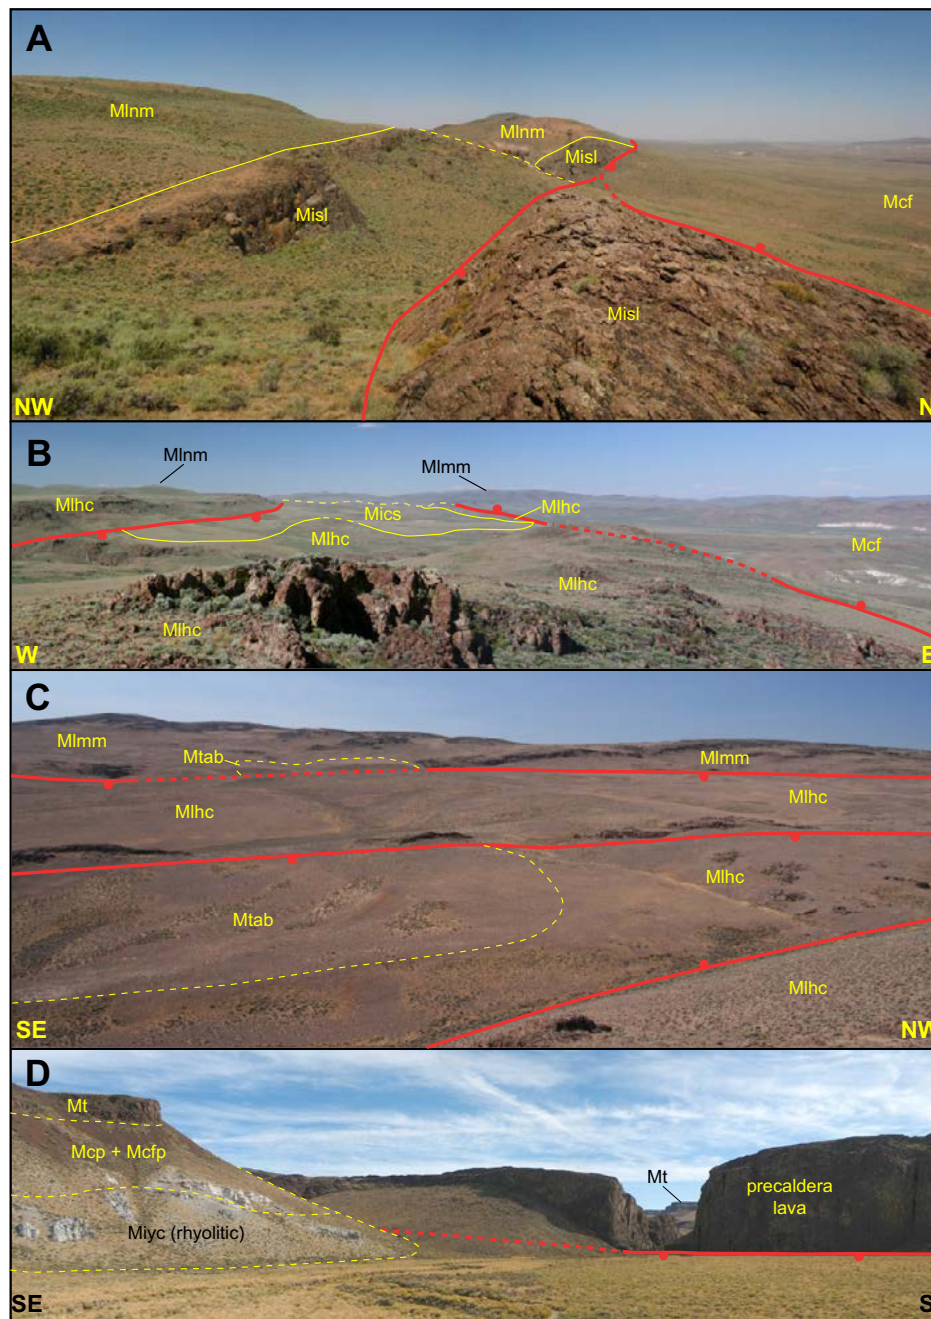 A
Mlnm
Mlnm
Misl
Misl
Mcf
Misl
NW
N
B
Mlnm
Mlmm
Mlhc
Mlhc
Mics
Mlhc
Mcf
Mlhc
Mlhc
W
E
C
Mlmm
Mtab
Mlmm
Mlhc
Mlhc
Mlhc
Mtab
Mlhc
SE
NW
D
Mt
Mcp + Mcfp
Mt
precaldera
lava
Miyc (rhyolitic)
SE
S